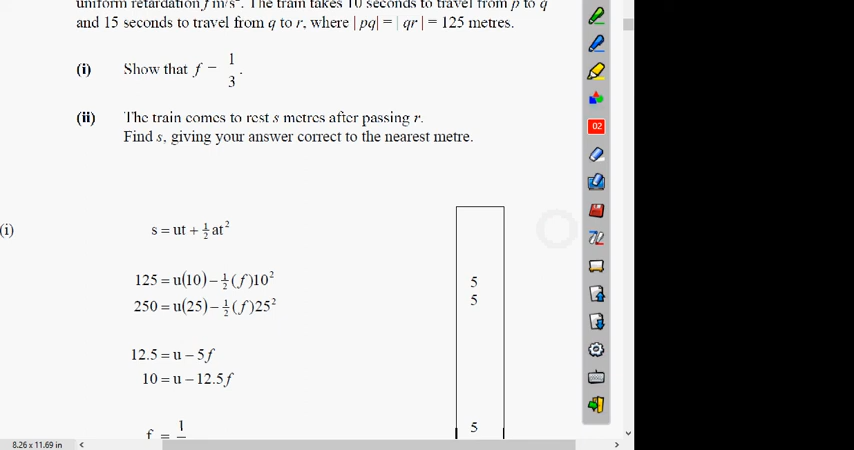 uniform retardation f m/s². The train takes 10 seconds to travel from p to q
and 15 seconds to travel from q to r, where | pq| = | qr| = 125 metres.
(i) Show that f = 1/3.
(ii) The train comes to rest s metres after passing r.
Find s, giving your answer correct to the nearest metre.
(i) s = ut + ½at²
125 = u(10) − ½(f)10² 5
250 = u(25) − ½(f)25² 5
12.5 = u − 5f
10 = u − 12.5f
f = 1 5
02
8.26 x 11.69 in